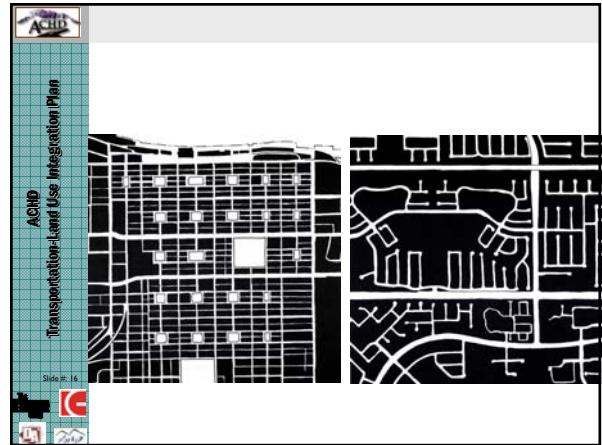 ACHD
ACHD
Transportation-Land Use Integration Plan
Slide #: 16